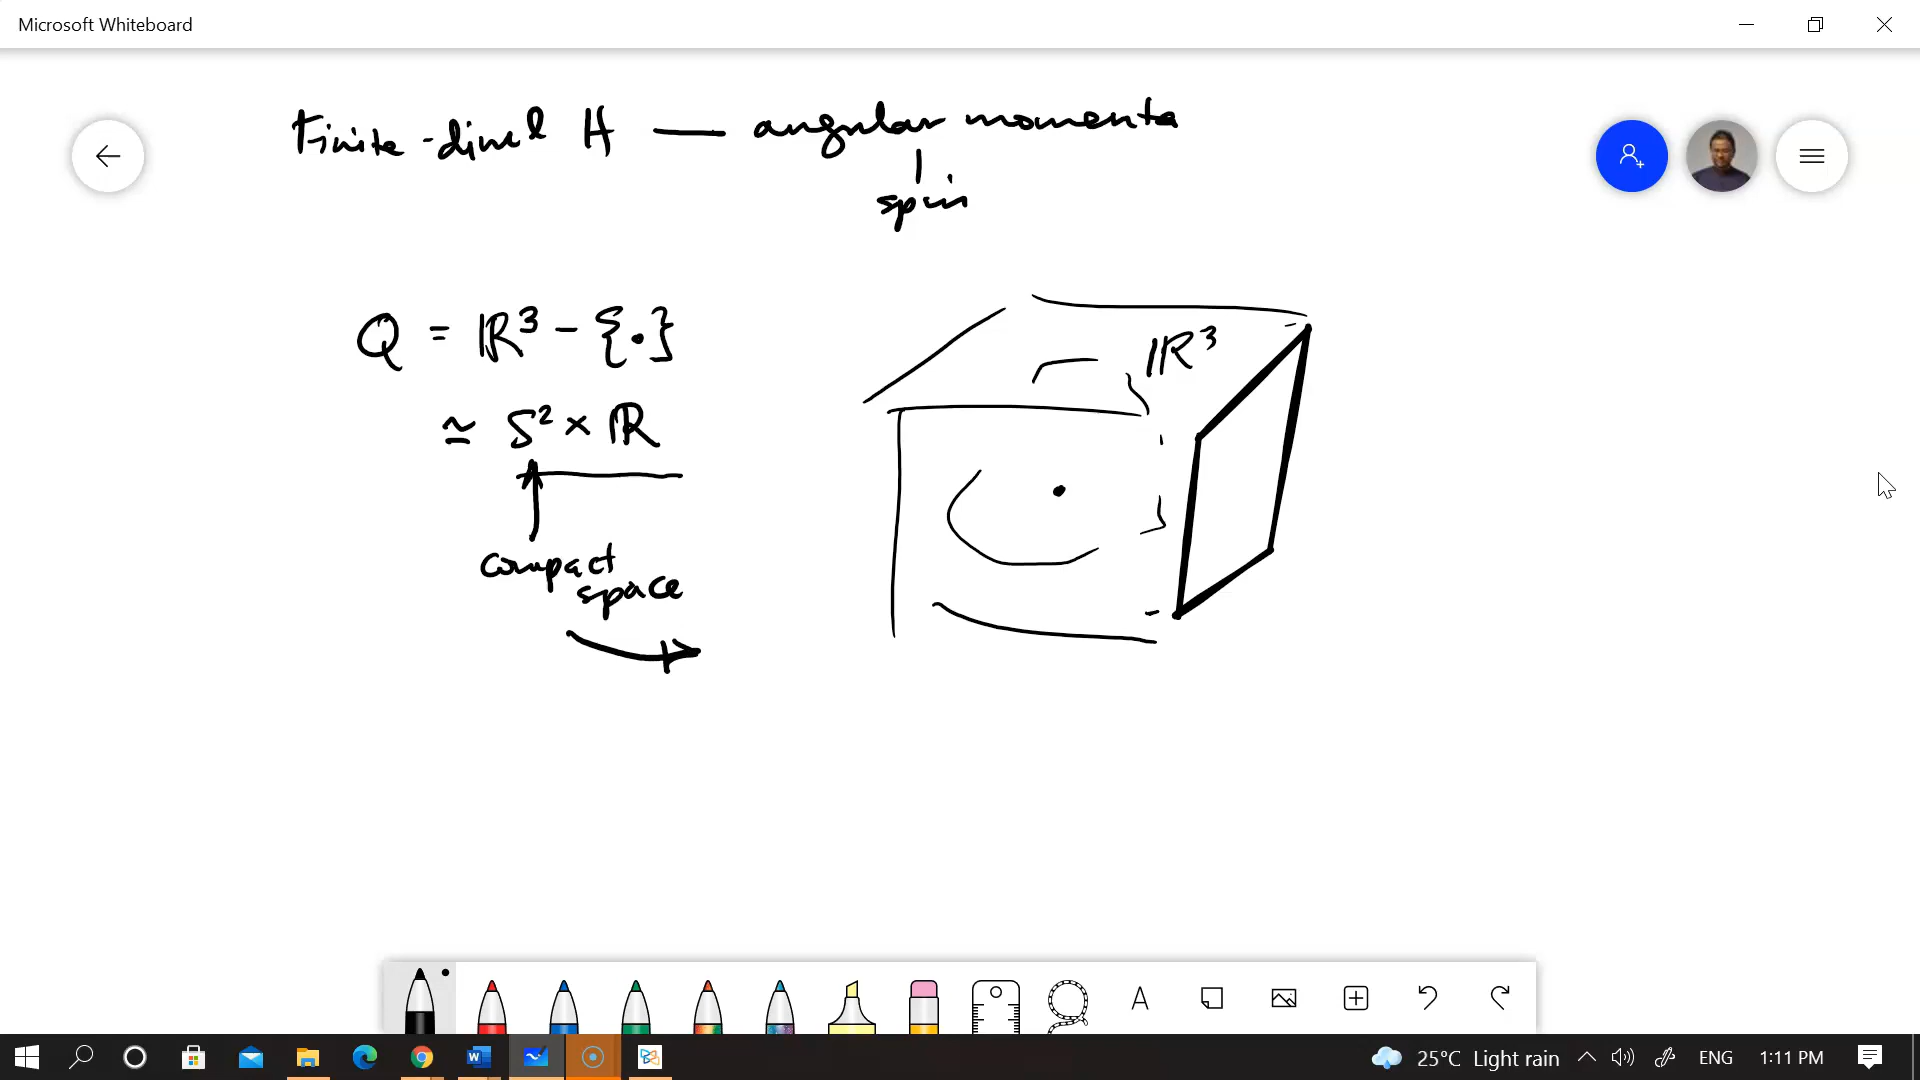 Microsoft Whiteboard
Finite-dim'l H — angular momenta
spin
Q = ℝ³ - {.}
≃ S² × ℝ
compact
space
ℝ³
A
25°C Light rain
ENG
1:11 PM